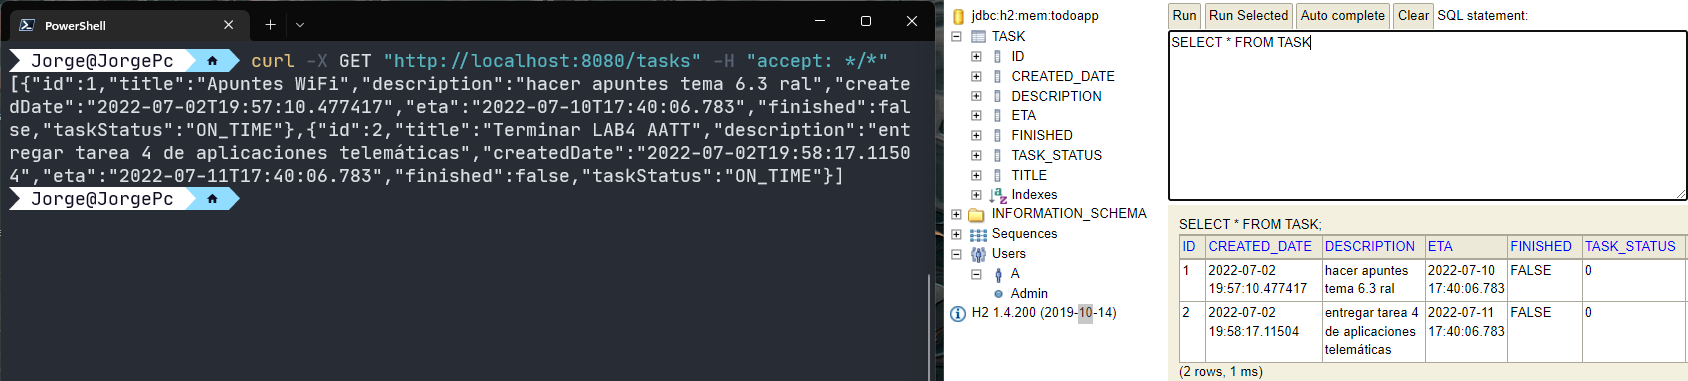 PowerShell
Jorge@JorgePc curl -X GET "http://localhost:8080/tasks" -H "accept: */*"
[{"id":1,"title":"Apuntes WiFi","description":"hacer apuntes tema 6.3 ral","create
dDate":"2022-07-02T19:57:10.477417","eta":"2022-07-10T17:40:06.783","finished":fal
se,"taskStatus":"ON_TIME"},{"id":2,"title":"Terminar LAB4 AATT","description":"ent
regar tarea 4 de aplicaciones telemáticas","createdDate":"2022-07-02T19:58:17.1150
4","eta":"2022-07-11T17:40:06.783","finished":false,"taskStatus":"ON_TIME"}]
Jorge@JorgePc
jdbc:h2:mem:todoapp
TASK
ID
CREATED_DATE
DESCRIPTION
ETA
FINISHED
TASK_STATUS
TITLE
Indexes
INFORMATION_SCHEMA
Sequences
Users
A
Admin
H2 1.4.200 (2019-10-14)
Run Run Selected Auto complete Clear SQL statement:
SELECT * FROM TASK
SELECT * FROM TASK;
ID CREATED_DATE DESCRIPTION ETA FINISHED TASK_STATUS
1 2022-07-02 hacer apuntes 2022-07-10 FALSE 0
19:57:10.477417 tema 6.3 ral 17:40:06.783
2 2022-07-02 entregar tarea 4 2022-07-11 FALSE 0
19:58:17.11504 de aplicaciones 17:40:06.783
telemáticas
(2 rows, 1 ms)